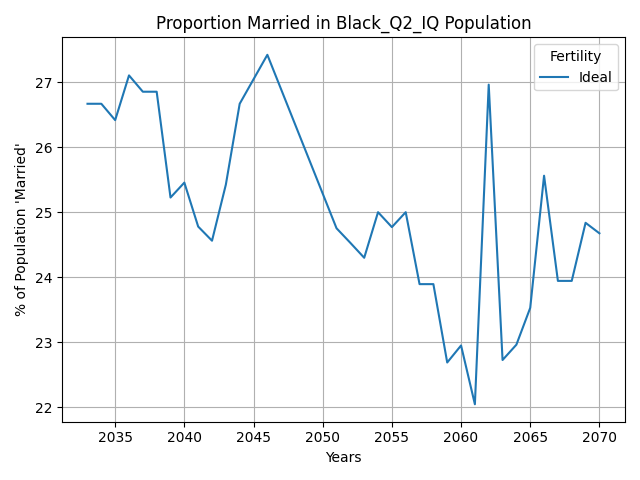 Proportion Married in Black_Q2_IQ Population
Fertility
Ideal
% of Population 'Married'
27
26
25
24
23
22
2035 2040 2045 2050 2055 2060 2065 2070
Years